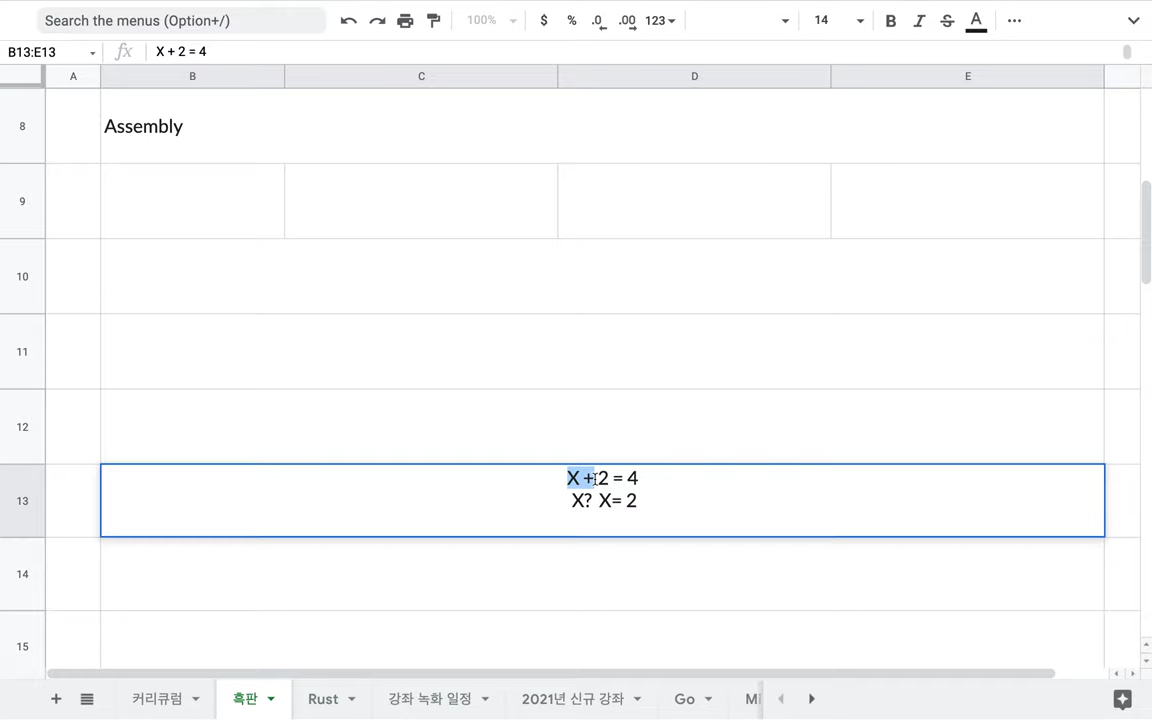 Search the menus (Option+/)
100%
$
%
.0
.00
123
14
B
I
S
A
B13:E13
fx
X + 2 = 4
A
B
C
D
E
8
Assembly
9
10
11
12
13
X + 2 = 4
X? X= 2
14
15
커리큘럼
흑판
Rust
강좌 녹화 일정
2021년 신규 강좌
Go